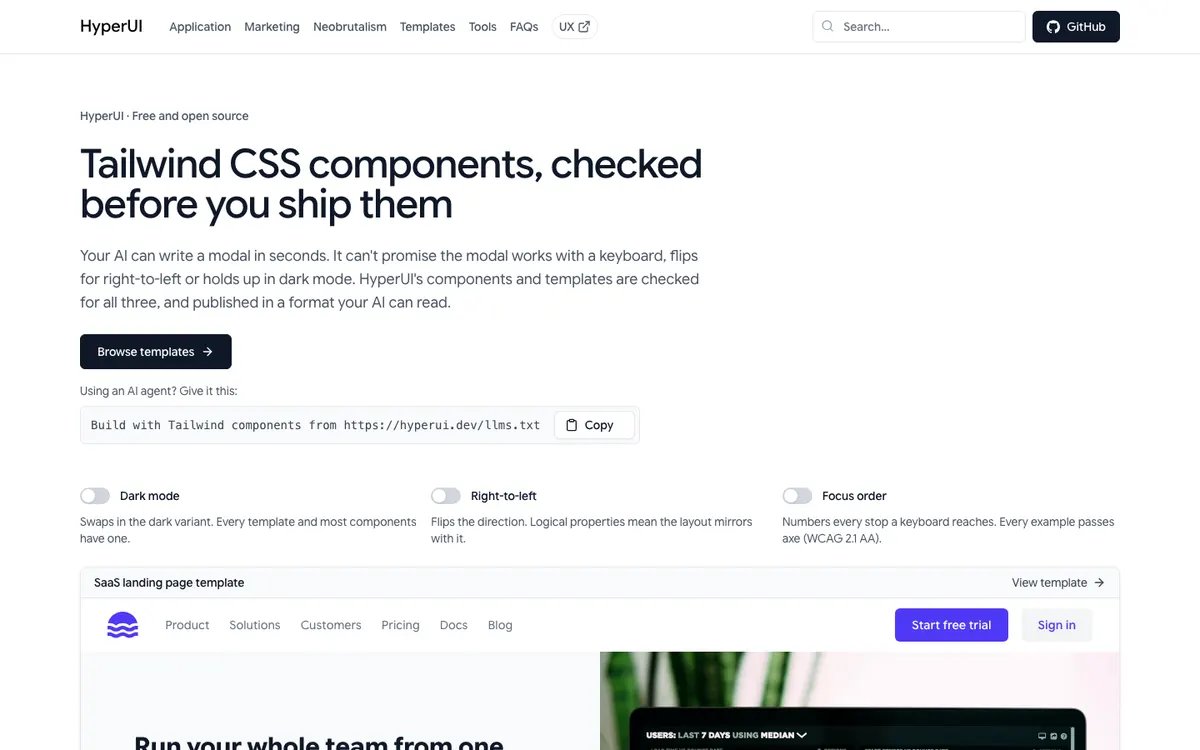 HyperUI
Application Marketing Neobrutalism Templates Tools FAQs UX
Search...
GitHub
HyperUI · Free and open source
Tailwind CSS components, checked
before you ship them
Your AI can write a modal in seconds. It can't promise the modal works with a keyboard, flips
for right-to-left or holds up in dark mode. HyperUI's components and templates are checked
for all three, and published in a format your AI can read.
Browse templates
Using an AI agent? Give it this:
Build with Tailwind components from https://hyperui.dev/llms.txt
Copy
Dark mode
Swaps in the dark variant. Every template and most components
have one.
Right-to-left
Flips the direction. Logical properties mean the layout mirrors
with it.
Focus order
Numbers every stop a keyboard reaches. Every example passes
axe (WCAG 2.1 AA).
SaaS landing page template
View template
Product Solutions Customers Pricing Docs Blog
Start free trial
Sign in
Run your whole team from one
USERS: LAST 7 DAYS USING MEDIAN